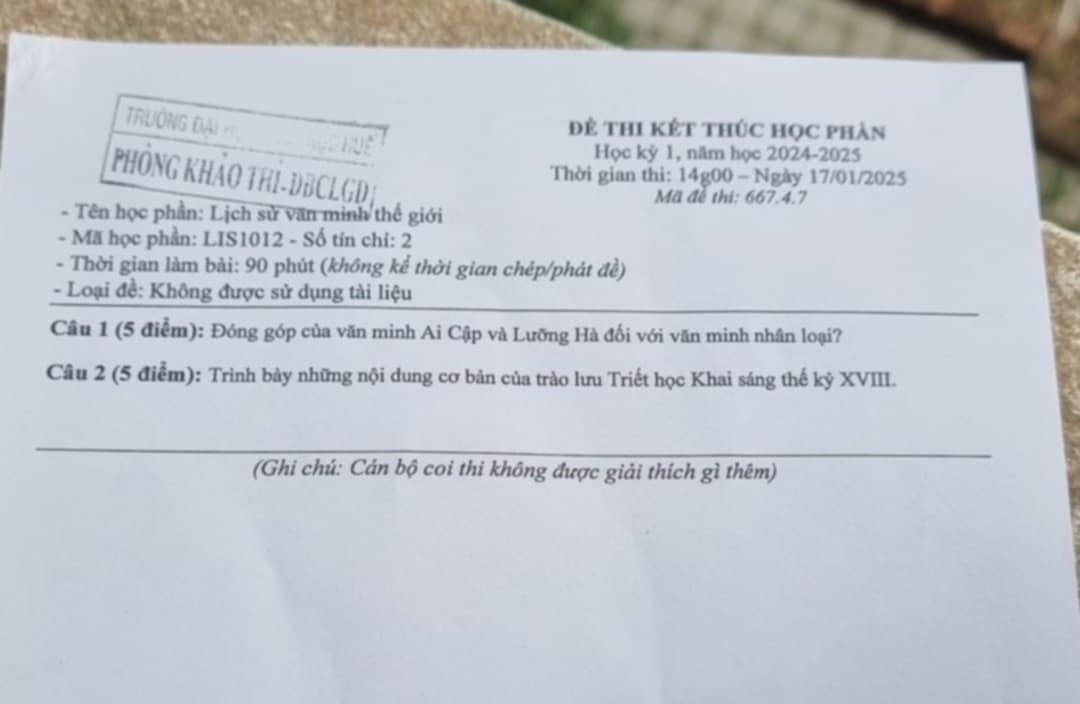 TRƯỜNG ĐẠI HUẾ
PHÒNG KHẢO THÍ-ĐBCLGD
ĐỀ THI KẾT THÚC HỌC PHẦN
Học kỳ 1, năm học 2024-2025
Thời gian thi: 14g00 – Ngày 17/01/2025
Mã đề thi: 667.4.7
- Tên học phần: Lịch sử văn minh thế giới
- Mã học phần: LIS1012 - Số tín chỉ: 2
- Thời gian làm bài: 90 phút (không kể thời gian chép/phát đề)
- Loại đề: Không được sử dụng tài liệu
Câu 1 (5 điểm): Đóng góp của văn minh Ai Cập và Lưỡng Hà đối với văn minh nhân loại?
Câu 2 (5 điểm): Trình bày những nội dung cơ bản của trào lưu Triết học Khai sáng thế kỷ XVIII.
(Ghi chú: Cán bộ coi thi không được giải thích gì thêm)